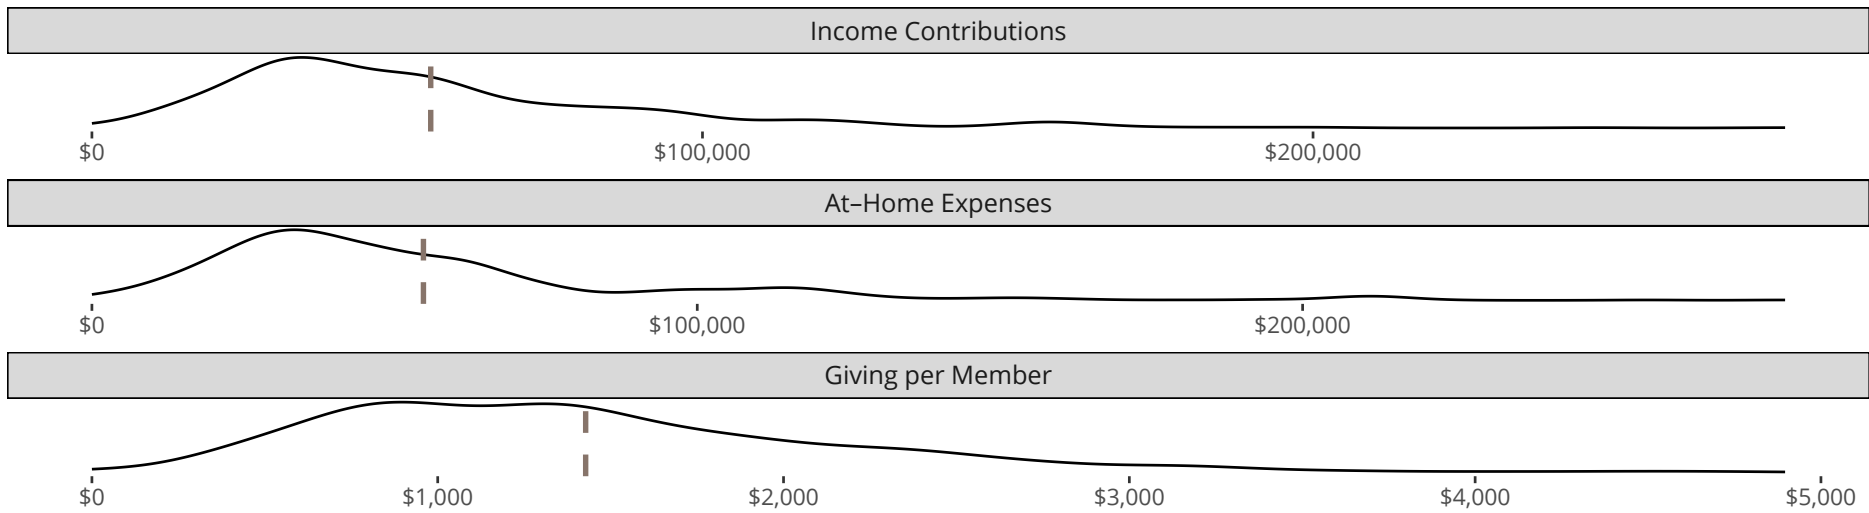 Income Contributions
$0 $100,000 $200,000
At–Home Expenses
$0 $100,000 $200,000
Giving per Member
$0 $1,000 $2,000 $3,000 $4,000 $5,000